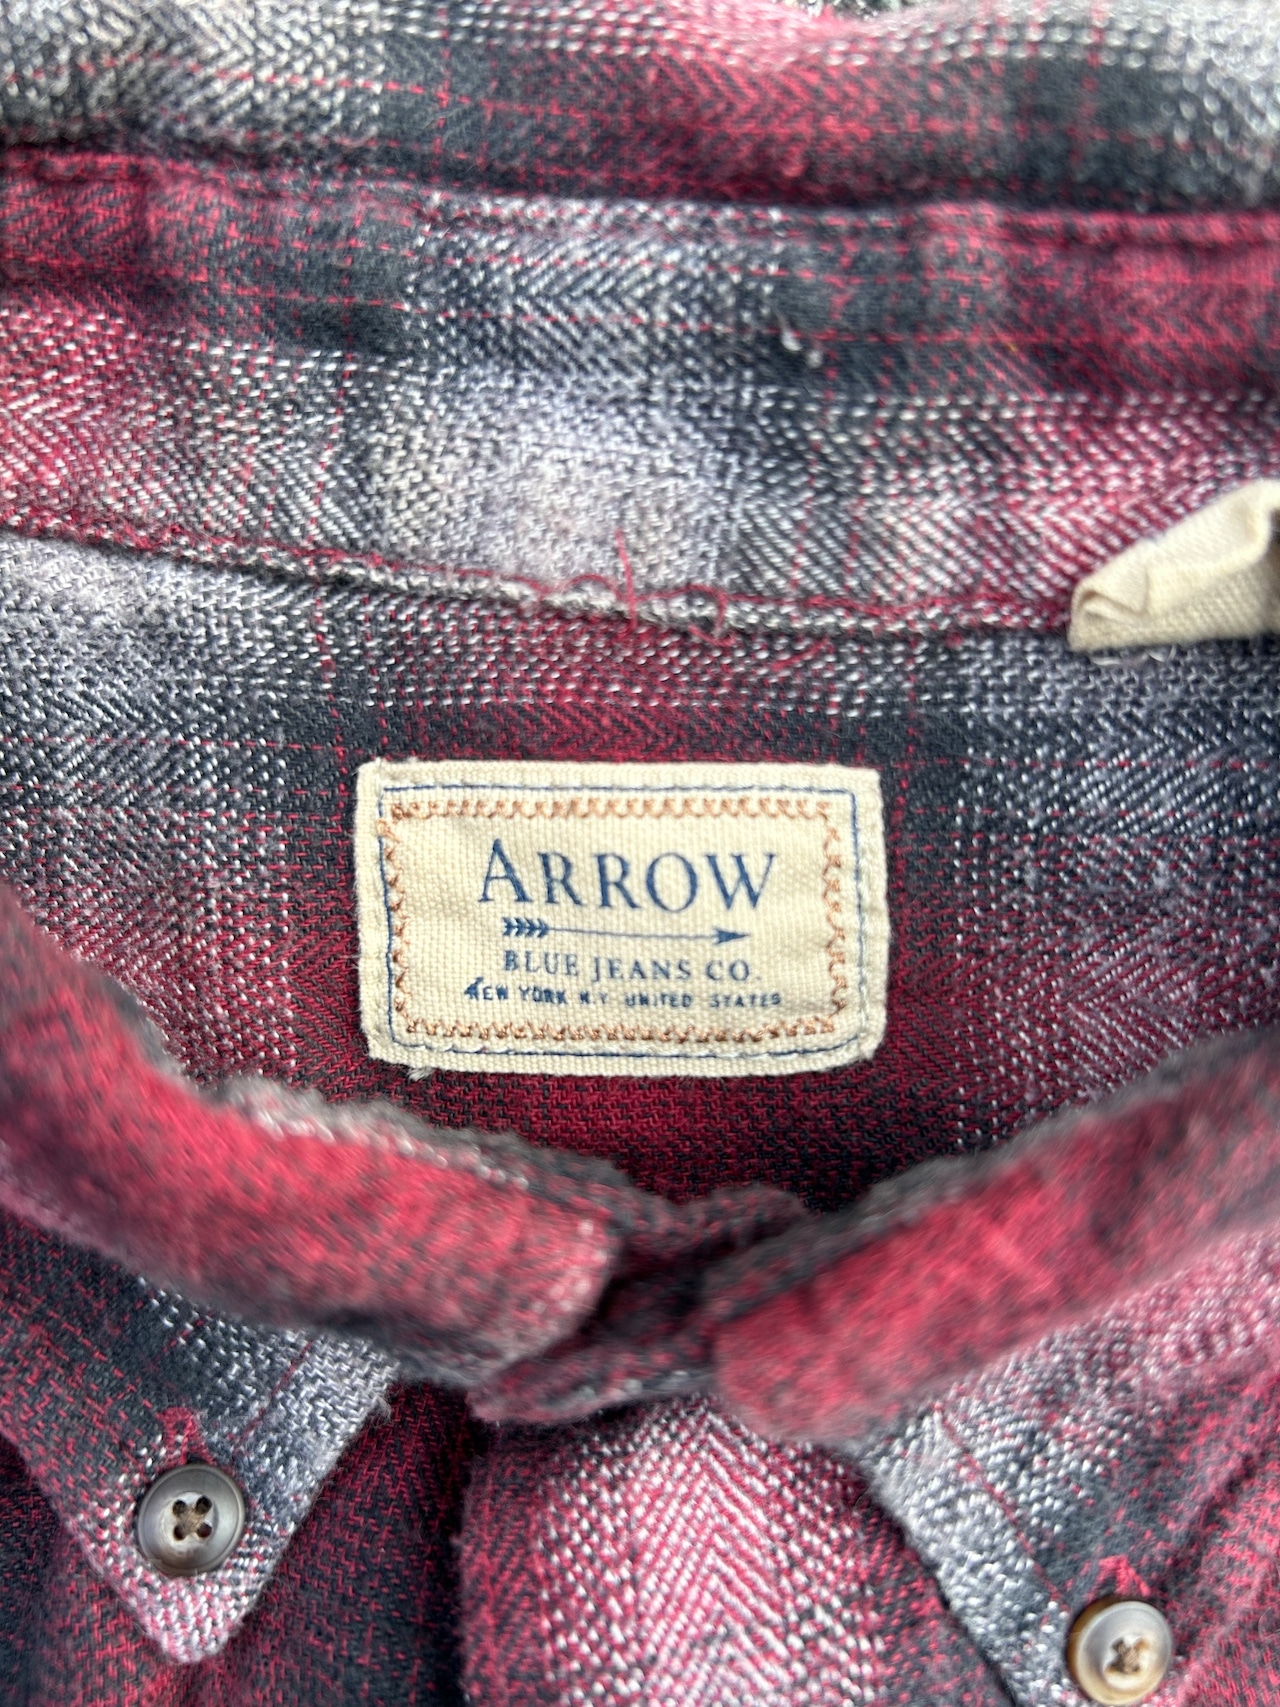 ARROW
BLUE JEANS CO.
NEW YORK N.Y. UNITED STATES